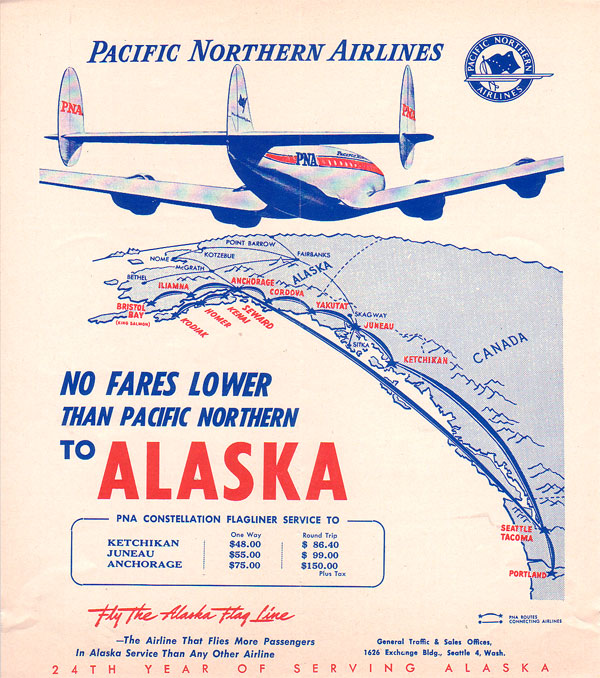 PACIFIC NORTHERN AIRLINES
PACIFIC NORTHERN
AIRLINES
PNA
PNA
PNA
PACIFIC NOR
POINT BARROW
KOTZEBUE
FAIRBANKS
NOME
McGRATH
ALASKA
BETHEL
ILIAMNA
ANCHORAGE
CORDOVA
BRISTOL
BAY
(KING SALMON)
SEWARD
KENAI
HOMER
KODIAK
YAKUTAT
SKAGWAY
JUNEAU
SITKA
KETCHIKAN
CANADA
NO FARES LOWER
THAN PACIFIC NORTHERN
TO ALASKA
SEATTLE
TACOMA
PORTLAND
PNA CONSTELLATION FLAGLINER SERVICE TO
One Way Round Trip
KETCHIKAN $48.00 $ 86.40
JUNEAU $55.00 $ 99.00
ANCHORAGE $75.00 $150.00
Plus Tax
Fly The Alaska Flag Line
—The Airline That Flies More Passengers
In Alaska Service Than Any Other Airline
PNA ROUTES
CONNECTING AIRLINES
General Traffic & Sales Offices,
1626 Exchange Bldg., Seattle 4, Wash.
24TH YEAR OF SERVING ALASKA